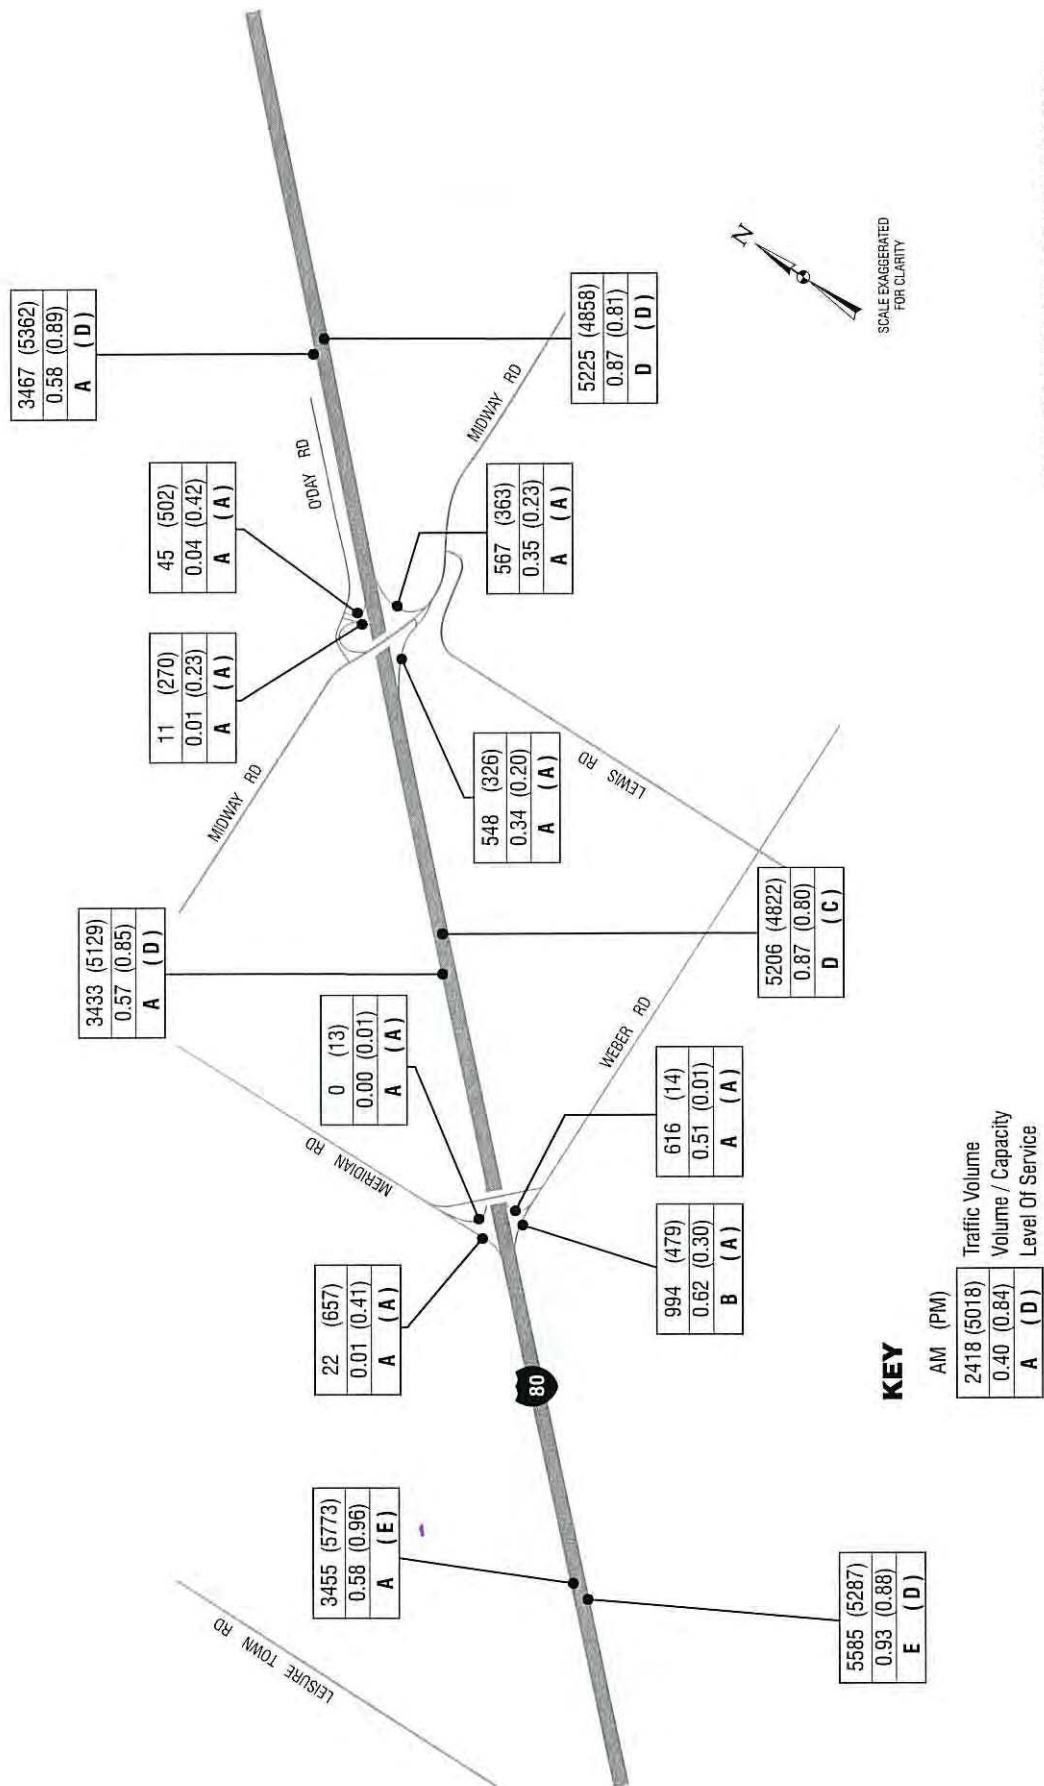 3467 (5362)
0.58 (0.89)
A (D)
45 (502)
0.04 (0.42)
A (A)
11 (270)
0.01 (0.23)
A (A)
O'DAY RD
MIDWAY RD
5225 (4858)
0.87 (0.81)
D (D)
567 (363)
0.35 (0.23)
A (A)
MIDWAY RD
548 (326)
0.34 (0.20)
A (A)
LEWIS RD
3433 (5129)
0.57 (0.85)
A (D)
5206 (4822)
0.87 (0.80)
D (C)
0 (13)
0.00 (0.01)
A (A)
MERIDIAN RD
WEBER RD
616 (14)
0.51 (0.01)
A (A)
22 (657)
0.01 (0.41)
A (A)
994 (479)
0.62 (0.30)
B (A)
80
3455 (5773)
0.58 (0.96)
A (E)
LEISURE TOWN RD
5585 (5287)
0.93 (0.88)
E (D)
N
SCALE EXAGGERATED
FOR CLARITY
KEY
AM (PM)
2418 (5018) Traffic Volume
0.40 (0.84) Volume / Capacity
A (D) Level Of Service